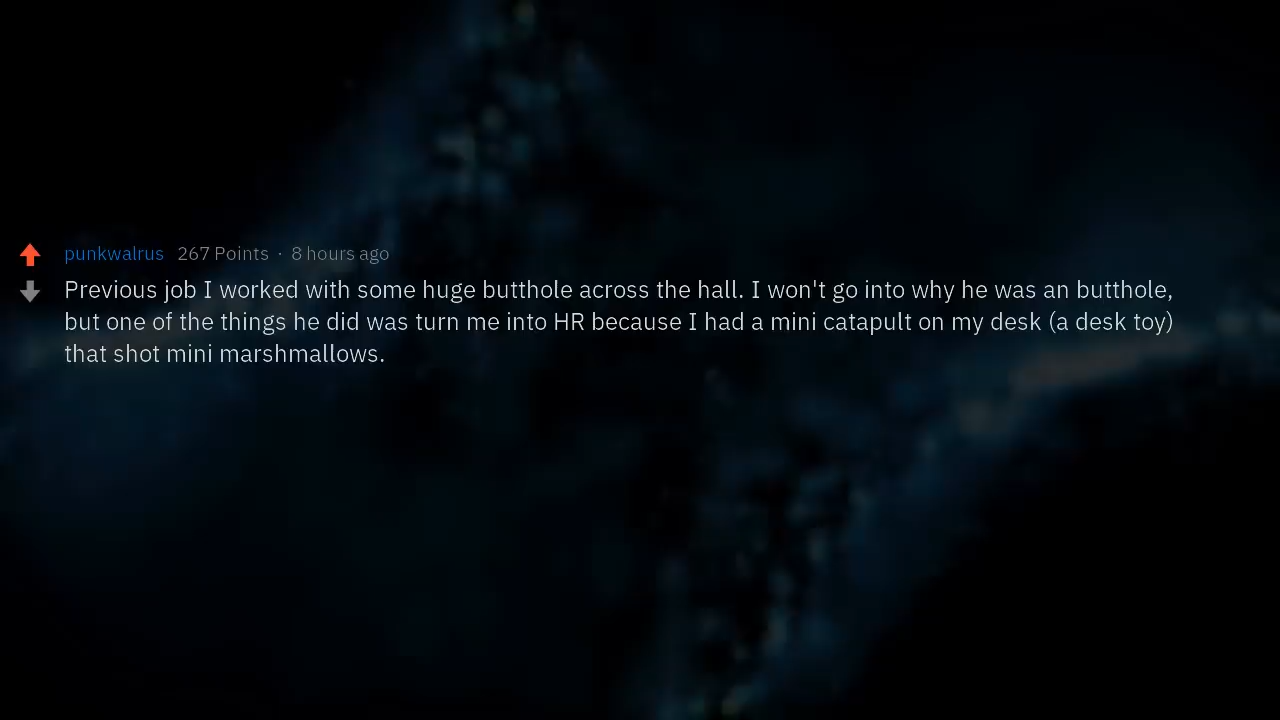 punkwalrus 267 Points · 8 hours ago
Previous job I worked with some huge butthole across the hall. I won't go into why he was an butthole,
but one of the things he did was turn me into HR because I had a mini catapult on my desk (a desk toy)
that shot mini marshmallows.